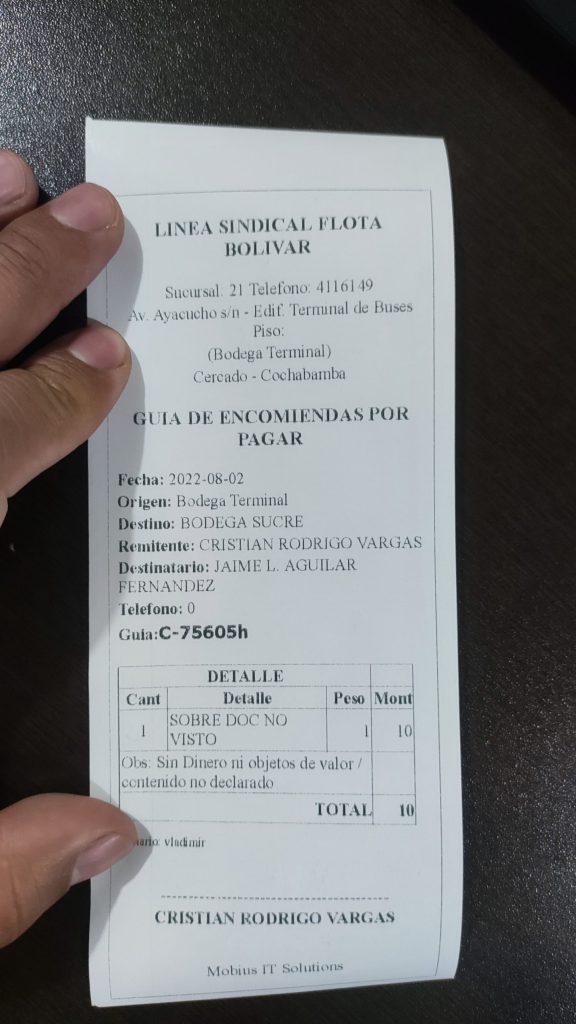 LINEA SINDICAL FLOTA
BOLIVAR
Sucursal: 21 Telefono: 4116149
Av. Ayacucho s/n - Edif. Terminal de Buses
Piso:
(Bodega Terminal)
Cercado - Cochabamba
GUIA DE ENCOMIENDAS POR
PAGAR
Fecha: 2022-08-02
Origen: Bodega Terminal
Destino: BODEGA SUCRE
Remitente: CRISTIAN RODRIGO VARGAS
Destinatario: JAIME L. AGUILAR
FERNANDEZ
Telefono: 0
Guia:C-75605h
DETALLE
Cant Detalle Peso Mont
1 SOBRE DOC NO VISTO 1 10
Obs: Sin Dinero ni objetos de valor /
contenido no declarado
TOTAL 10
vladimir
CRISTIAN RODRIGO VARGAS
Mobius IT Solutions